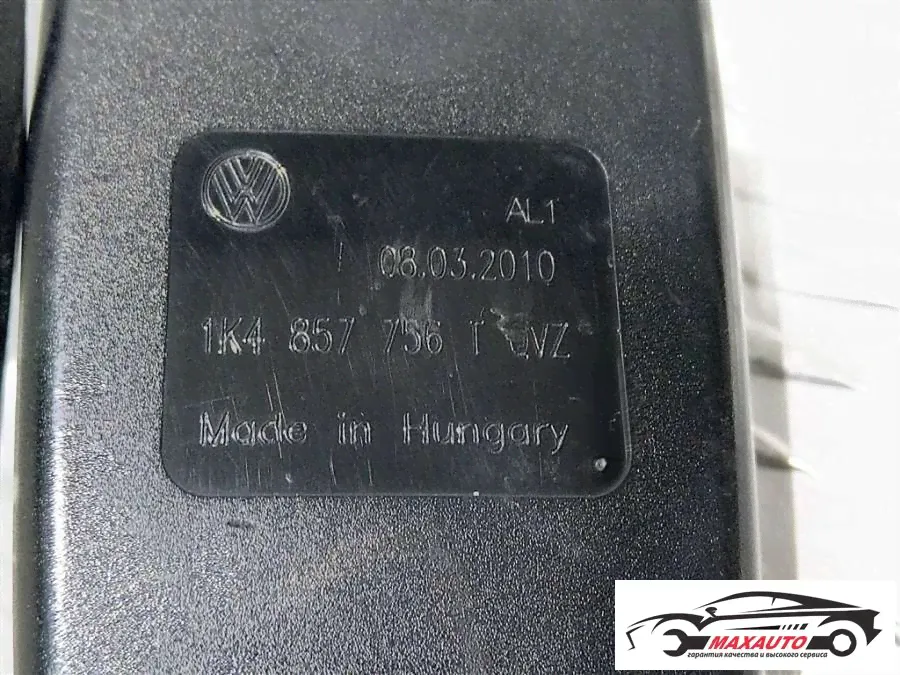 AL1
08.03.2010
1K4 857 756 T QVZ
Made in Hungary
MAXAUTO
гарантия качества и высокого сервиса